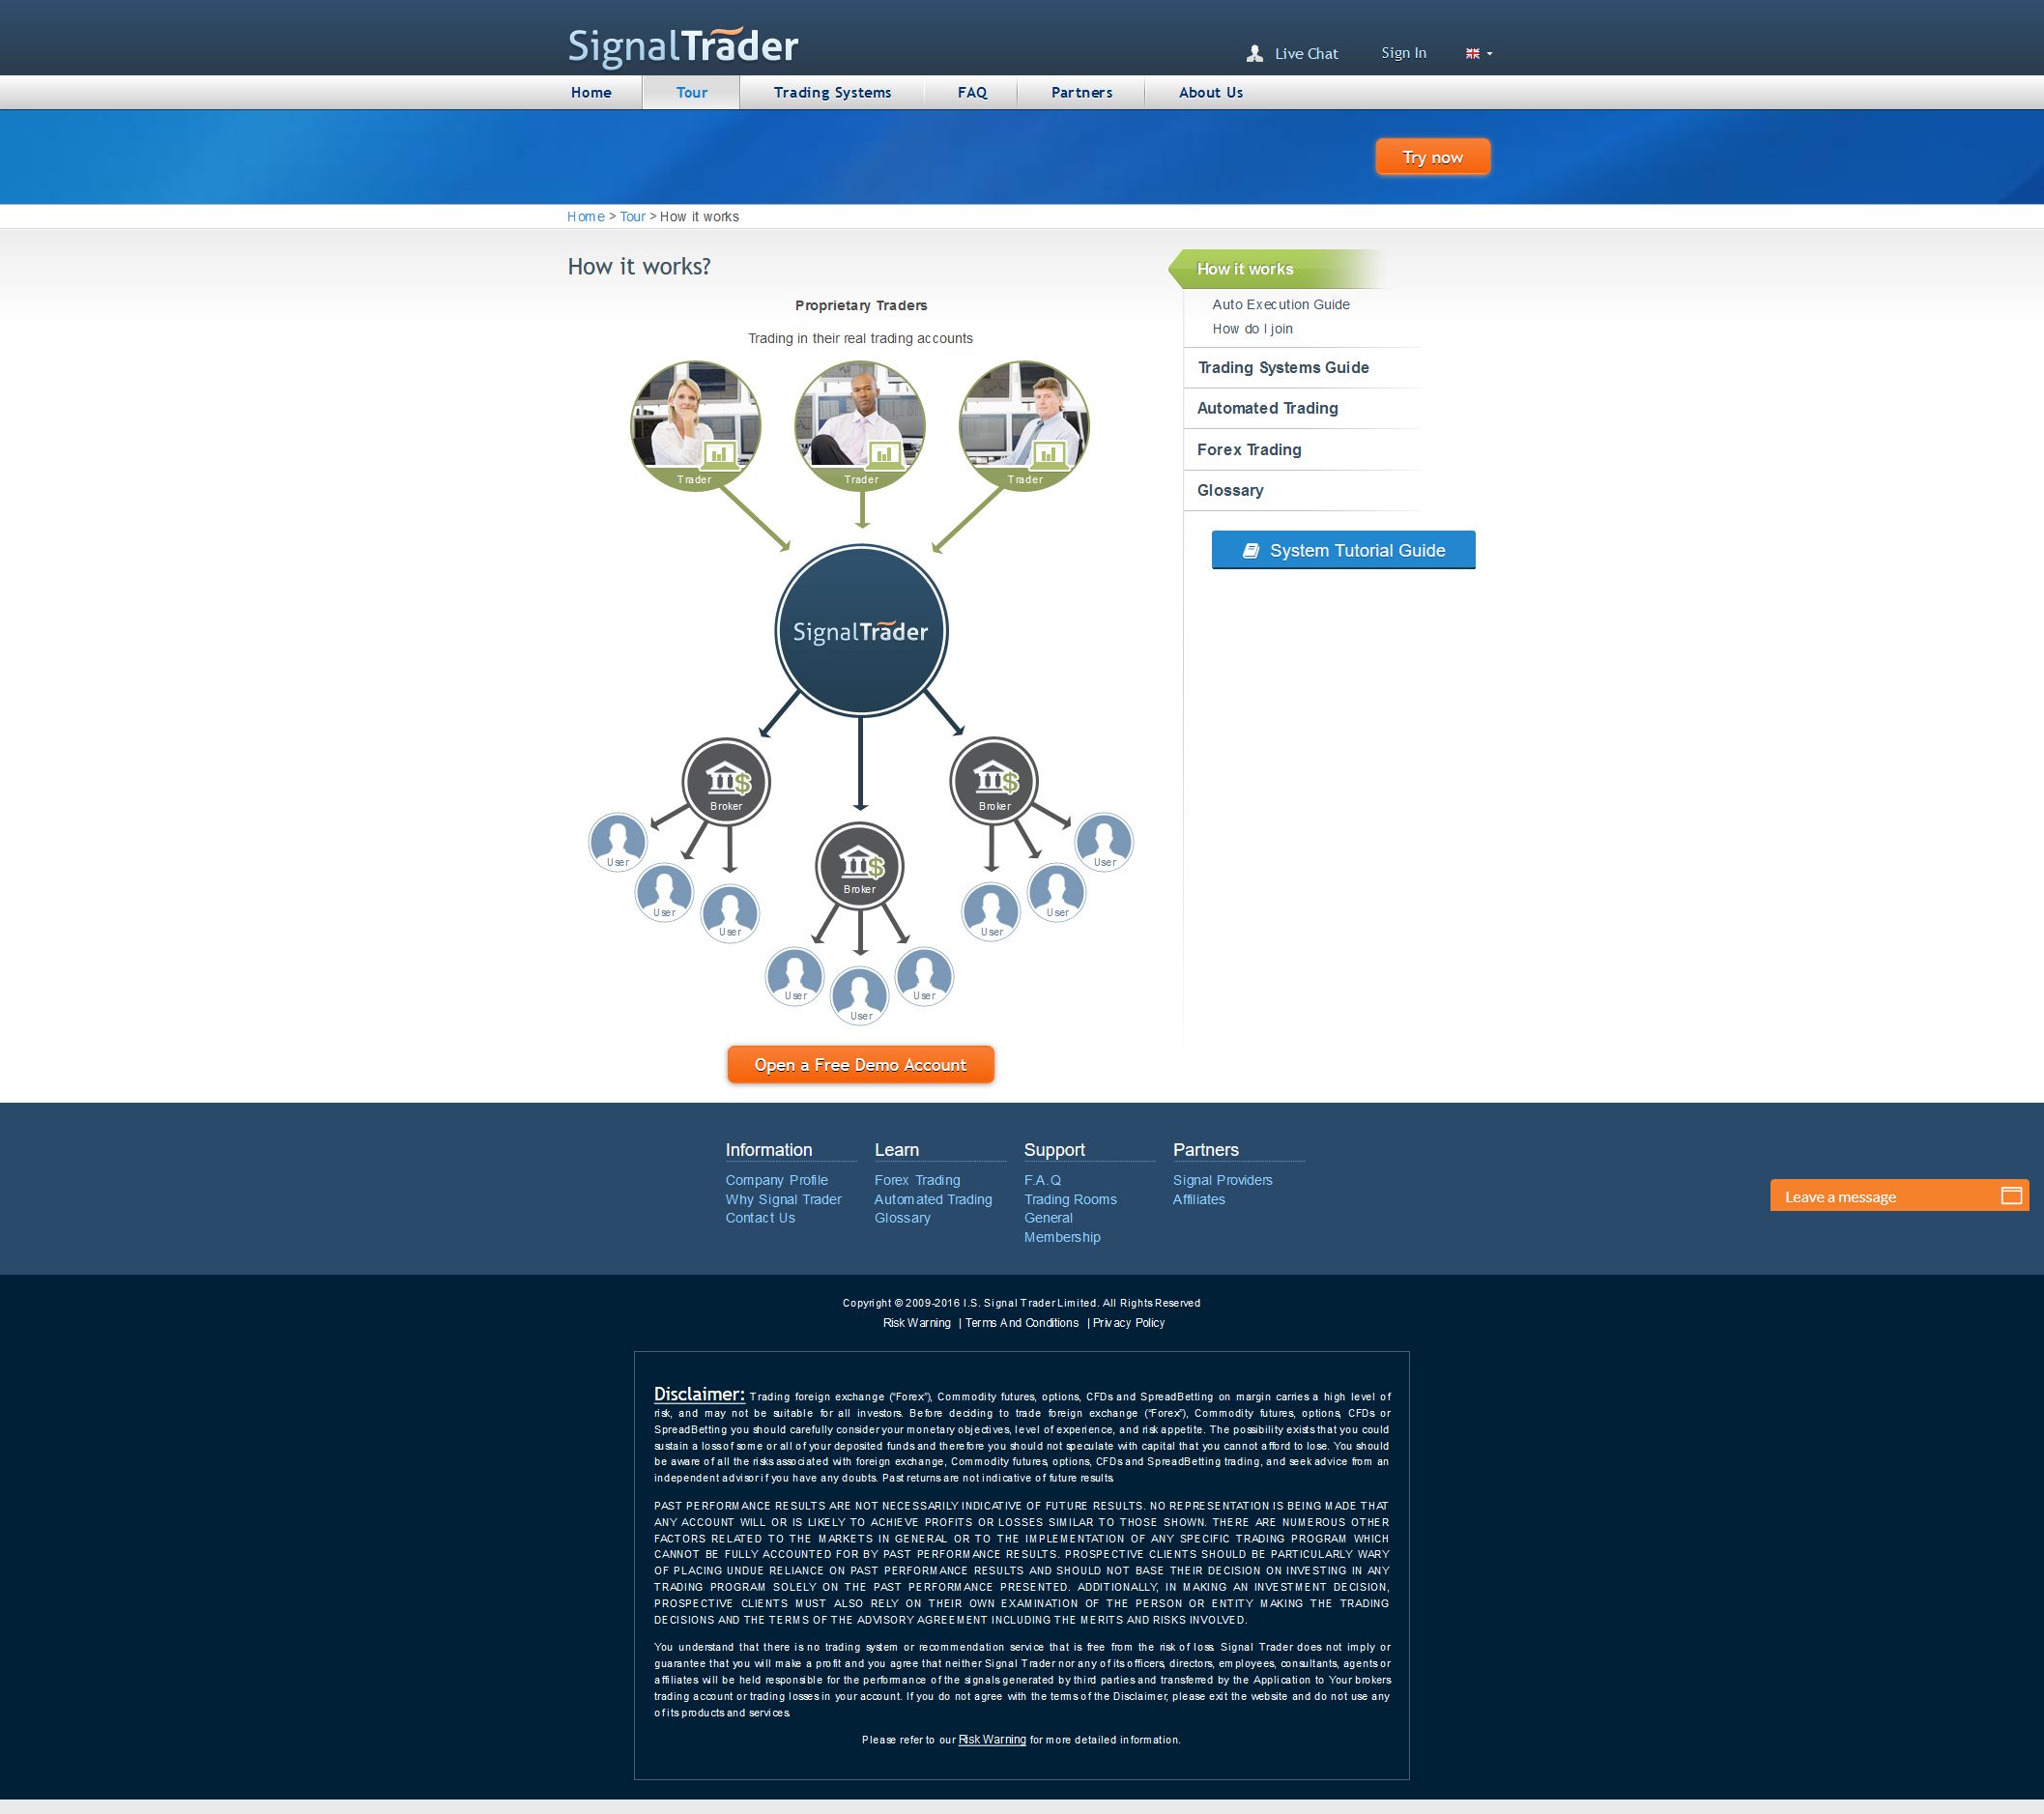 SignalTrader
Live Chat
Sign In
Home
Tour
Trading Systems
FAQ
Partners
About Us
Try now
Home > Tour > How it works
How it works?
Proprietary Traders
Trading in their real trading accounts
Trader
Trader
Trader
SignalTrader
Broker
Broker
Broker
User
User
User
User
User
User
User
User
User
Open a Free Demo Account
How it works
Auto Execution Guide
How do I join
Trading Systems Guide
Automated Trading
Forex Trading
Glossary
System Tutorial Guide
Information
Company Profile
Why Signal Trader
Contact Us
Learn
Forex Trading
Automated Trading
Glossary
Support
F.A.Q
Trading Rooms
General
Membership
Partners
Signal Providers
Affiliates
Leave a message
Copyright © 2009-2016 I.S. Signal Trader Limited. All Rights Reserved
Risk Warning | Terms And Conditions | Privacy Policy
Disclaimer: Trading foreign exchange ("Forex"), Commodity futures, options, CFDs and SpreadBetting on margin carries a high level of
risk, and may not be suitable for all investors. Before deciding to trade foreign exchange ("Forex"), Commodity futures, options, CFDs or
SpreadBetting you should carefully consider your monetary objectives, level of experience, and risk appetite. The possibility exists that you could
sustain a loss of some or all of your deposited funds and therefore you should not speculate with capital that you cannot afford to lose. You should
be aware of all the risks associated with foreign exchange, Commodity futures, options, CFDs and SpreadBetting trading, and seek advice from an
independent advisor if you have any doubts. Past returns are not indicative of future results.
PAST PERFORMANCE RESULTS ARE NOT NECESSARILY INDICATIVE OF FUTURE RESULTS. NO REPRESENTATION IS BEING MADE THAT
ANY ACCOUNT WILL OR IS LIKELY TO ACHIEVE PROFITS OR LOSSES SIMILAR TO THOSE SHOWN. THERE ARE NUMEROUS OTHER
FACTORS RELATED TO THE MARKETS IN GENERAL OR TO THE IMPLEMENTATION OF ANY SPECIFIC TRADING PROGRAM WHICH
CANNOT BE FULLY ACCOUNTED FOR BY PAST PERFORMANCE RESULTS. PROSPECTIVE CLIENTS SHOULD BE PARTICULARLY WARY
OF PLACING UNDUE RELIANCE ON PAST PERFORMANCE RESULTS AND SHOULD NOT BASE THEIR DECISION ON INVESTING IN ANY
TRADING PROGRAM SOLELY ON THE PAST PERFORMANCE PRESENTED. ADDITIONALLY, IN MAKING AN INVESTMENT DECISION,
PROSPECTIVE CLIENTS MUST ALSO RELY ON THEIR OWN EXAMINATION OF THE PERSON OR ENTITY MAKING THE TRADING
DECISIONS AND THE TERMS OF THE ADVISORY AGREEMENT INCLUDING THE MERITS AND RISKS INVOLVED.
You understand that there is no trading system or recommendation service that is free from the risk of loss. Signal Trader does not imply or
guarantee that you will make a profit and you agree that neither Signal Trader nor any of its officers, directors, employees, consultants, agents or
affiliates will be held responsible for the performance of the signals generated by third parties and transferred by the Application to Your brokers
trading account or trading losses in your account. If you do not agree with the terms of the Disclaimer, please exit the website and do not use any
of its products and services.
Please refer to our Risk Warning for more detailed information.